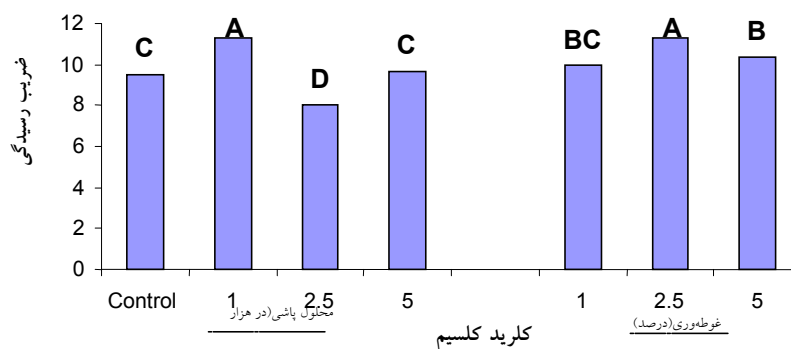 ضریب رسیدگی
12
10
8
6
4
2
0
C
A
D
C
BC
A
B
Control
1
2.5
5
1
2.5
5
محلول پاشی(در هزار
غوطه‌وری(درصد)
کلرید کلسیم